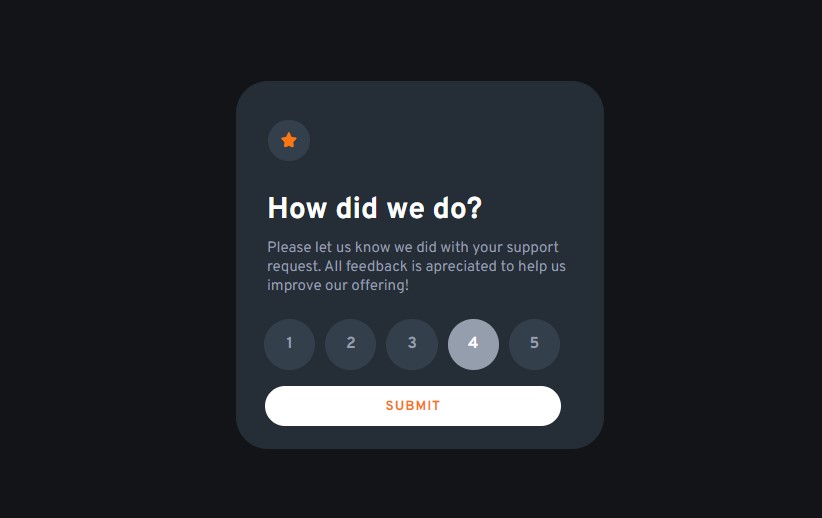 How did we do?
Please let us know we did with your support
request. All feedback is apreciated to help us
improve our offering!
1 2 3 4 5
SUBMIT